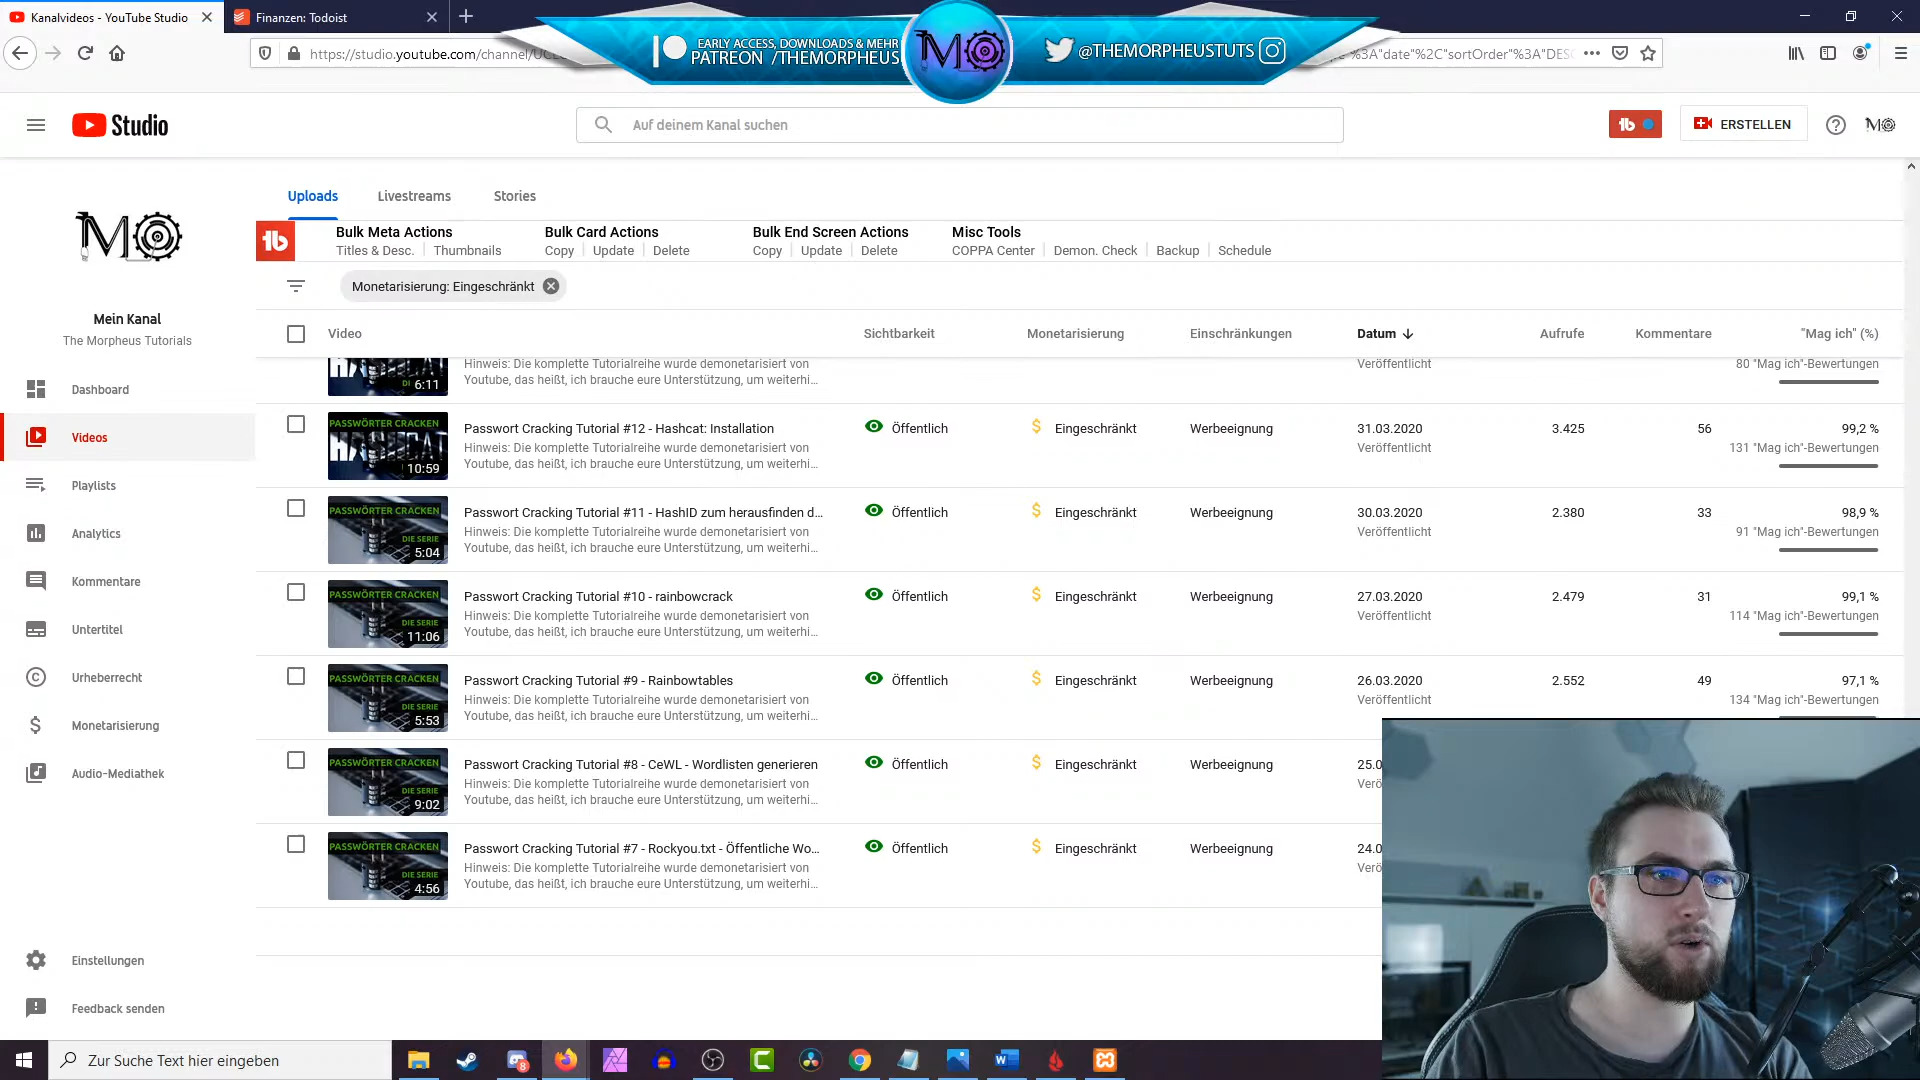 Kanalvideos - YouTube Studio
Finanzen: Todoist
EARLY ACCESS, DOWNLOADS & MEHR
PATREON /THEMORPHEUS
MO
@THEMORPHEUSTUTS
https://studio.youtube.com/channel/
%3A"date"%2C"sortOrder"%3A"DES
Studio
Auf deinem Kanal suchen
tb
ERSTELLEN
MO
MO
Mein Kanal
The Morpheus Tutorials
Dashboard
Videos
Playlists
Analytics
Kommentare
Untertitel
Urheberrecht
Monetarisierung
Audio-Mediathek
Einstellungen
Feedback senden
Uploads Livestreams Stories
tb
Bulk Meta Actions Bulk Card Actions Bulk End Screen Actions Misc Tools
Titles & Desc. Thumbnails Copy Update Delete Copy Update Delete COPPA Center Demon. Check Backup Schedule
Monetarisierung: Eingeschränkt
Video Sichtbarkeit Monetarisierung Einschränkungen Datum Aufrufe Kommentare "Mag ich" (%)
6:11
Hinweis: Die komplette Tutorialreihe wurde demonetarisiert von Veröffentlicht 80 "Mag ich"-Bewertungen
Youtube, das heißt, ich brauche eure Unterstützung, um weiterhi...
PASSWÖRTER CRACKEN
HASHCAT
10:59
Passwort Cracking Tutorial #12 - Hashcat: Installation Öffentlich Eingeschränkt Werbeeignung 31.03.2020 3.425 56 99,2 %
Hinweis: Die komplette Tutorialreihe wurde demonetarisiert von Veröffentlicht 131 "Mag ich"-Bewertungen
Youtube, das heißt, ich brauche eure Unterstützung, um weiterhi...
PASSWÖRTER CRACKEN
DIE SERIE
5:04
Passwort Cracking Tutorial #11 - HashID zum herausfinden d... Öffentlich Eingeschränkt Werbeeignung 30.03.2020 2.380 33 98,9 %
Hinweis: Die komplette Tutorialreihe wurde demonetarisiert von Veröffentlicht 91 "Mag ich"-Bewertungen
Youtube, das heißt, ich brauche eure Unterstützung, um weiterhi...
PASSWÖRTER CRACKEN
DIE SERIE
11:06
Passwort Cracking Tutorial #10 - rainbowcrack Öffentlich Eingeschränkt Werbeeignung 27.03.2020 2.479 31 99,1 %
Hinweis: Die komplette Tutorialreihe wurde demonetarisiert von Veröffentlicht 114 "Mag ich"-Bewertungen
Youtube, das heißt, ich brauche eure Unterstützung, um weiterhi...
PASSWÖRTER CRACKEN
DIE SERIE
5:53
Passwort Cracking Tutorial #9 - Rainbowtables Öffentlich Eingeschränkt Werbeeignung 26.03.2020 2.552 49 97,1 %
Hinweis: Die komplette Tutorialreihe wurde demonetarisiert von Veröffentlicht 134 "Mag ich"-Bewertungen
Youtube, das heißt, ich brauche eure Unterstützung, um weiterhi...
PASSWÖRTER CRACKEN
DIE SERIE
9:02
Passwort Cracking Tutorial #8 - CeWL - Wordlisten generieren Öffentlich Eingeschränkt Werbeeignung 25.0
Hinweis: Die komplette Tutorialreihe wurde demonetarisiert von Verö
Youtube, das heißt, ich brauche eure Unterstützung, um weiterhi...
PASSWÖRTER CRACKEN
DIE SERIE
4:56
Passwort Cracking Tutorial #7 - Rockyou.txt - Öffentliche Wo... Öffentlich Eingeschränkt Werbeeignung 24.0
Hinweis: Die komplette Tutorialreihe wurde demonetarisiert von Verö
Youtube, das heißt, ich brauche eure Unterstützung, um weiterhi...
Zur Suche Text hier eingeben